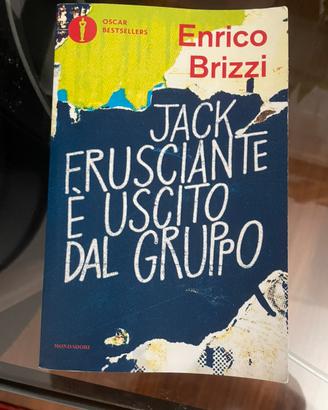 OSCAR
BESTSELLERS
Enrico
Brizzi
JACK
FRUSCIANTE
È USCITO
DAL GRUPPO
MONDADORI